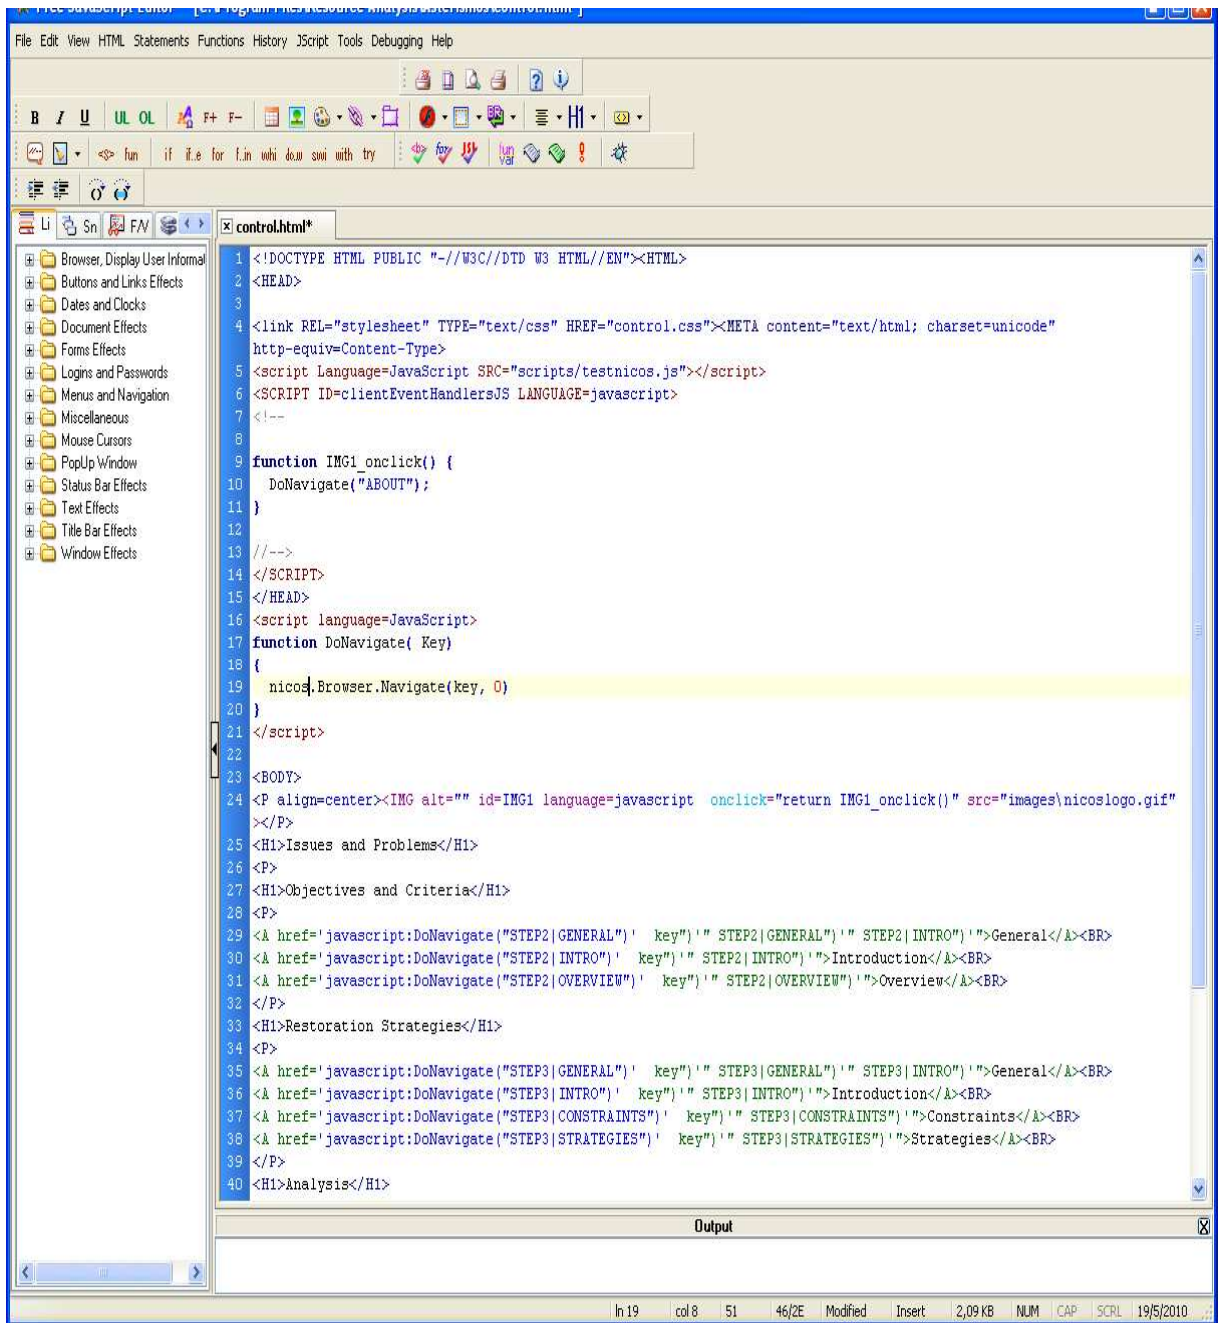 File Edit View HTML Statements Functions History JScript Tools Debugging Help
B I U UL OL F+ F-
H1
<S> fun if if..e for f..in whi do..w swi with try
Li Sn F/V
control.html*
Browser, Display User Informat
Buttons and Links Effects
Dates and Clocks
Document Effects
Forms Effects
Logins and Passwords
Menus and Navigation
Miscellaneous
Mouse Cursors
PopUp Window
Status Bar Effects
Text Effects
Title Bar Effects
Window Effects
1 <!DOCTYPE HTML PUBLIC "-//W3C//DTD W3 HTML//EN"><HTML>
2 <HEAD>
3
4 <link REL="stylesheet" TYPE="text/css" HREF="control.css"><META content="text/html; charset=unicode"
http-equiv=Content-Type>
5 <script Language=JavaScript SRC="scripts/testnicos.js"></script>
6 <SCRIPT ID=clientEventHandlersJS LANGUAGE=javascript>
7 <!--
8
9 function IMG1_onclick() {
10 DoNavigate("ABOUT");
11 }
12
13 //-->
14 </SCRIPT>
15 </HEAD>
16 <script language=JavaScript>
17 function DoNavigate( Key)
18 {
19 nicos.Browser.Navigate(key, 0)
20 }
21 </script>
22
23 <BODY>
24 <P align=center><IMG alt="" id=IMG1 language=javascript onclick="return IMG1_onclick()" src="images\nicoslogo.gif"
></P>
25 <H1>Issues and Problems</H1>
26 <P>
27 <H1>Objectives and Criteria</H1>
28 <P>
29 <A href='javascript:DoNavigate("STEP2|GENERAL")' key")'" STEP2|GENERAL")'" STEP2|INTRO")'">General</A><BR>
30 <A href='javascript:DoNavigate("STEP2|INTRO")' key")'" STEP2|INTRO")'">Introduction</A><BR>
31 <A href='javascript:DoNavigate("STEP2|OVERVIEW")' key")'" STEP2|OVERVIEW")'">Overview</A><BR>
32 </P>
33 <H1>Restoration Strategies</H1>
34 <P>
35 <A href='javascript:DoNavigate("STEP3|GENERAL")' key")'" STEP3|GENERAL")'" STEP3|INTRO")'">General</A><BR>
36 <A href='javascript:DoNavigate("STEP3|INTRO")' key")'" STEP3|INTRO")'">Introduction</A><BR>
37 <A href='javascript:DoNavigate("STEP3|CONSTRAINTS")' key")'" STEP3|CONSTRAINTS")'">Constraints</A><BR>
38 <A href='javascript:DoNavigate("STEP3|STRATEGIES")' key")'" STEP3|STRATEGIES")'">Strategies</A><BR>
39 </P>
40 <H1>Analysis</H1>
Output
ln 19 col 8 51 46/2E Modified Insert 2,09 KB NUM CAP SCRL 19/5/2010